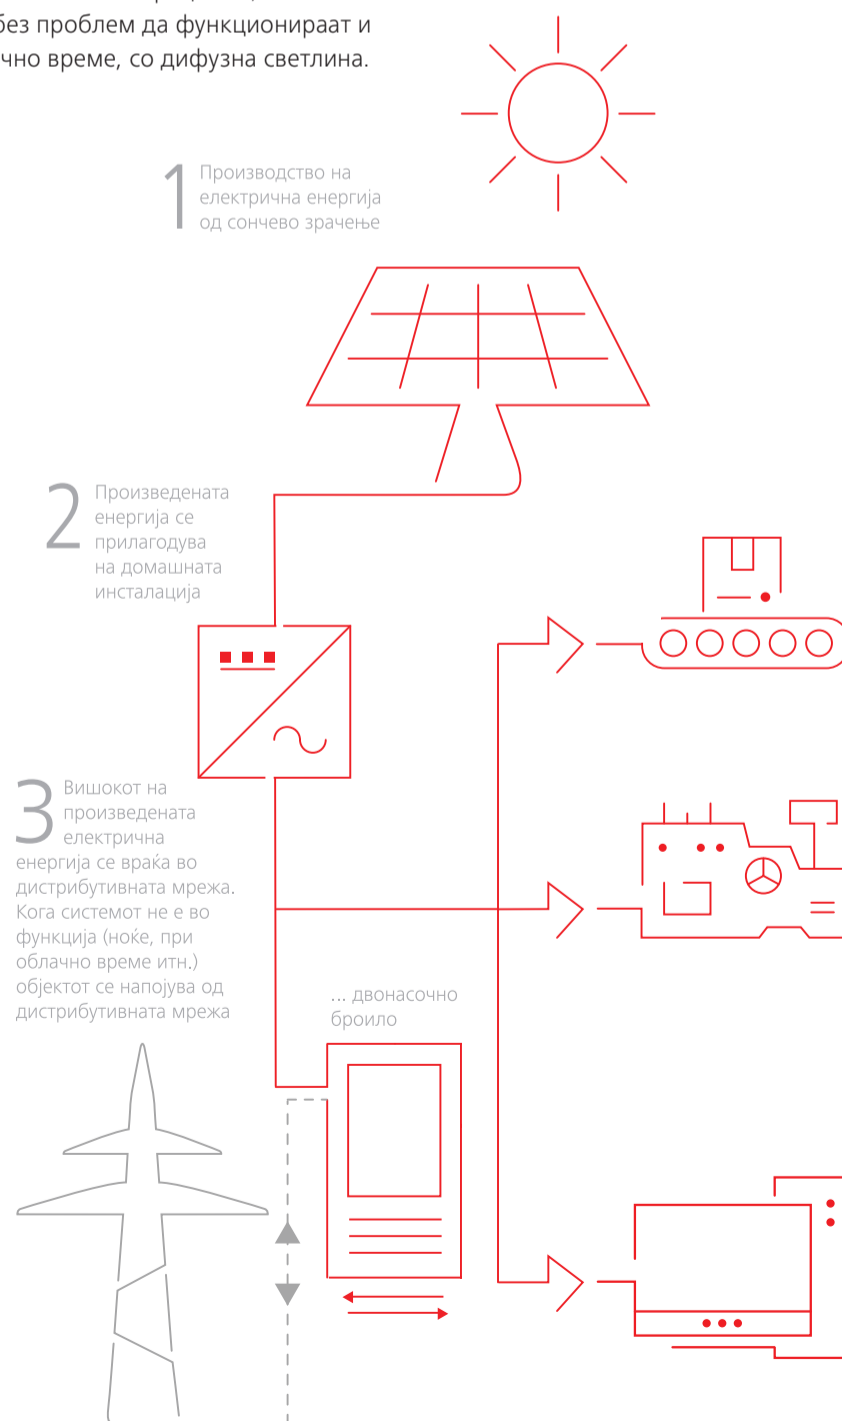 без проблем да функционираат и
чно време, со дифузна светлина.
1 Производство на
електрична енергија
од сончево зрачење
2 Произведената
енергија се
прилагодува
на домашната
инсталација
3 Вишокот на
произведената
електрична
енергија се враќа во
дистрибутивната мрежа.
Кога системот не е во
функција (ноќе, при
облачно време итн.)
објектот се напојува од
дистрибутивната мрежа
... двонасочно
броило